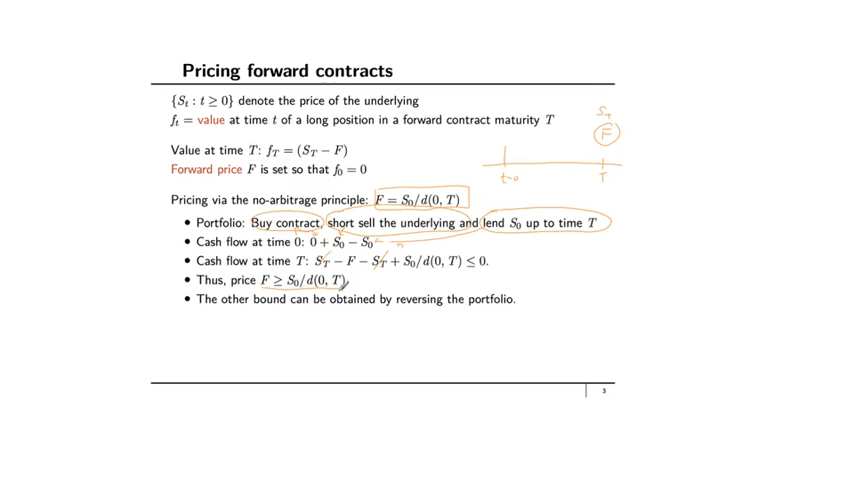 Pricing forward contracts
{S_t : t ≥ 0} denote the price of the underlying
f_t = value at time t of a long position in a forward contract maturity T
S_T
F
t=0
T
Value at time T: f_T = (S_T − F)
Forward price F is set so that f_0 = 0
Pricing via the no-arbitrage principle: F = S_0/d(0, T)
• Portfolio: Buy contract, short sell the underlying and lend S_0 up to time T
• Cash flow at time 0: 0 + S_0 − S_0
• Cash flow at time T: S_T − F − S_T + S_0/d(0, T) ≤ 0.
• Thus, price F ≥ S_0/d(0, T)
• The other bound can be obtained by reversing the portfolio.
3